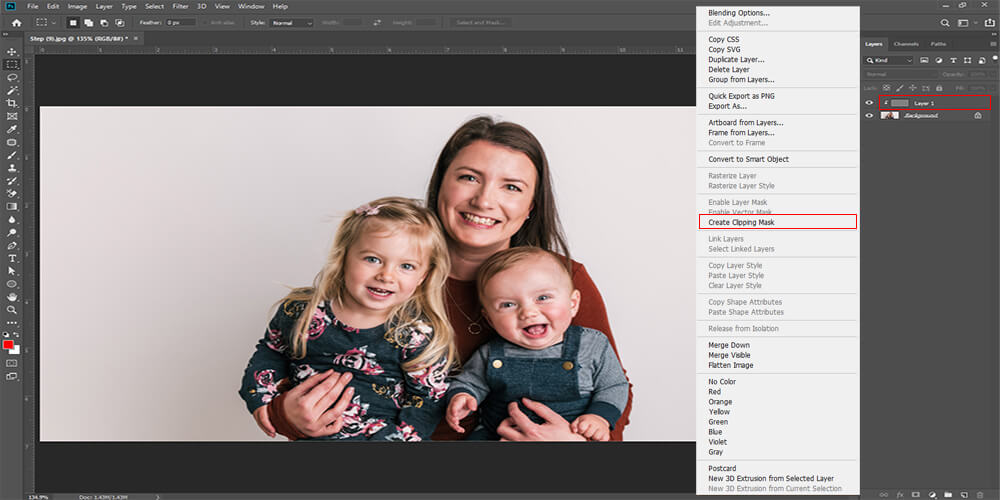 Ps File Edit Image Layer Type Select Filter 3D View Window Help
Feather: 0 px Anti-alias Style: Normal Width: Height: Select and Mask...
Step (9).jpg @ 135% (RGB/8#) *
Blending Options...
Edit Adjustment...
Copy CSS
Copy SVG
Duplicate Layer...
Delete Layer
Group from Layers...
Quick Export as PNG
Export As...
Artboard from Layers...
Frame from Layers...
Convert to Frame
Convert to Smart Object
Rasterize Layer
Rasterize Layer Style
Enable Layer Mask
Enable Vector Mask
Create Clipping Mask
Link Layers
Select Linked Layers
Copy Layer Style
Paste Layer Style
Clear Layer Style
Copy Shape Attributes
Paste Shape Attributes
Release from Isolation
Merge Down
Merge Visible
Flatten Image
No Color
Red
Orange
Yellow
Green
Blue
Violet
Gray
Postcard
New 3D Extrusion from Selected Layer
New 3D Extrusion from Current Selection
Layers Channels Paths
Kind
Normal Opacity: 100%
Lock: Fill: 100%
Layer 1
Background
134.9% Doc: 1.43M/1.43M